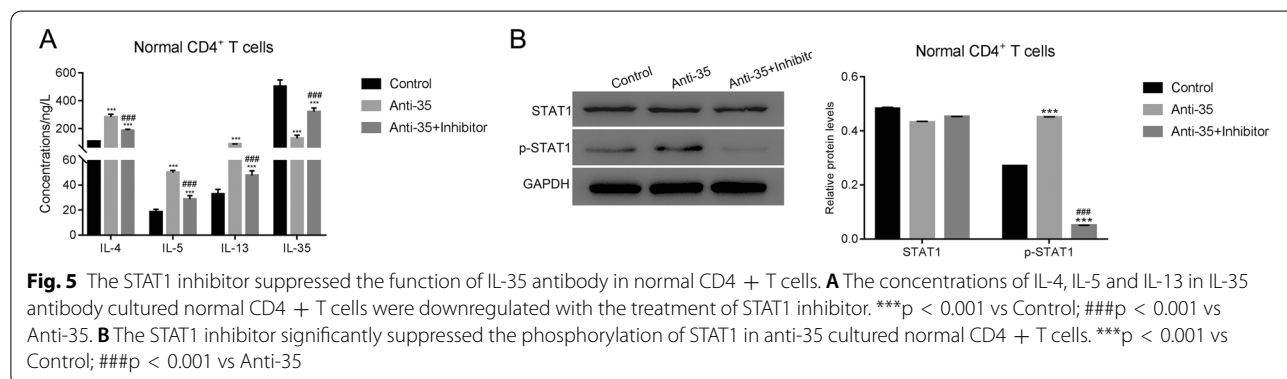 A
Normal CD4+ T cells
Concentrations/ng/L
600
400
200
60
40
20
0
***
###
***
***
###
***
***
###
***
***
###
***
IL-4
IL-5
IL-13
IL-35
Control
Anti-35
Anti-35+Inhibitor
B
Control
Anti-35
Anti-35+Inhibitor
STAT1
p-STAT1
GAPDH
Normal CD4+ T cells
Relative protein levels
0.6
0.4
0.2
0.0
***
###
***
STAT1
p-STAT1
Control
Anti-35
Anti-35+Inhibitor
Fig. 5 The STAT1 inhibitor suppressed the function of IL-35 antibody in normal CD4 + T cells. A The concentrations of IL-4, IL-5 and IL-13 in IL-35
antibody cultured normal CD4 + T cells were downregulated with the treatment of STAT1 inhibitor. ***p < 0.001 vs Control; ###p < 0.001 vs
Anti-35. B The STAT1 inhibitor significantly suppressed the phosphorylation of STAT1 in anti-35 cultured normal CD4 + T cells. ***p < 0.001 vs
Control; ###p < 0.001 vs Anti-35